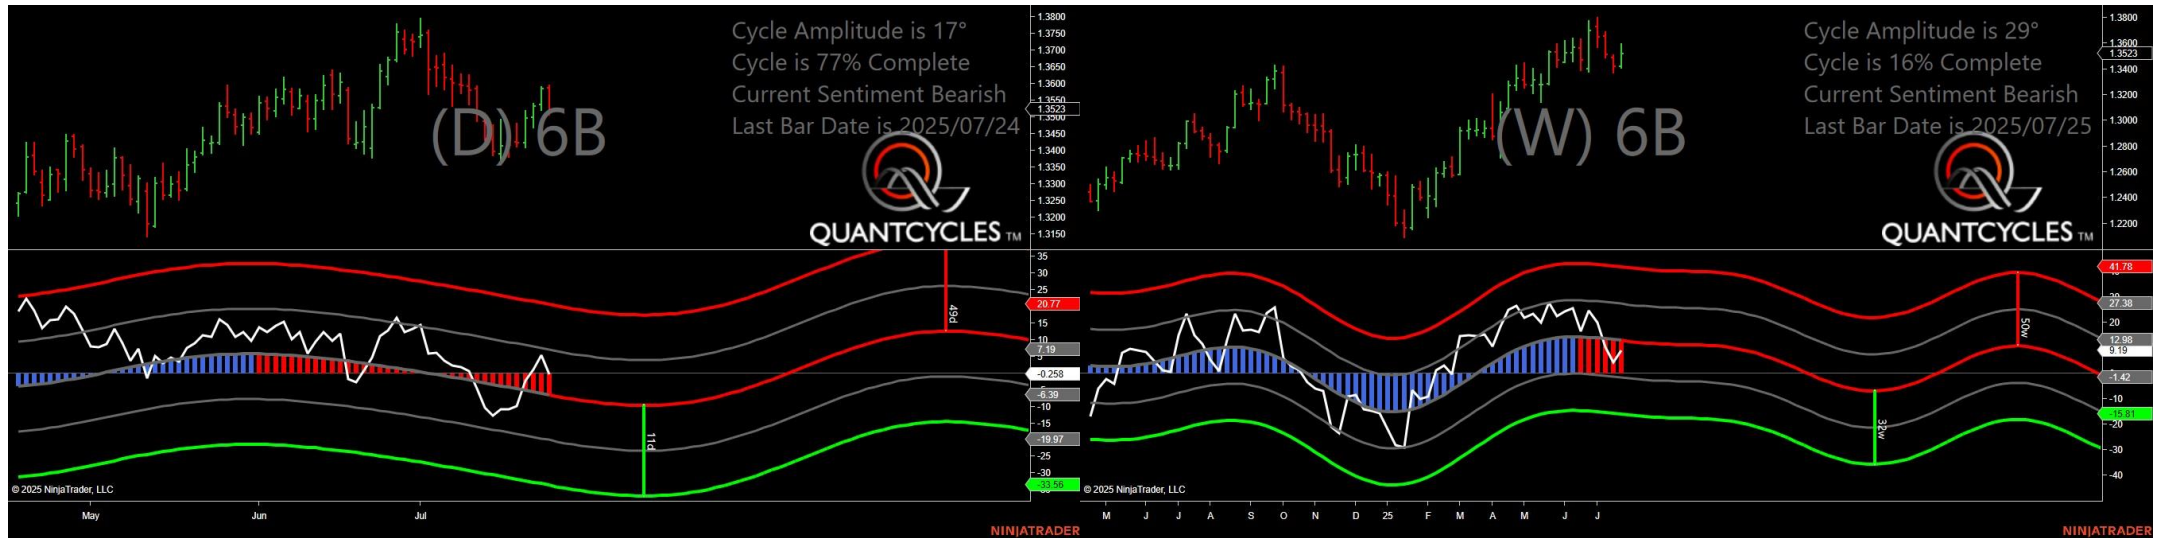 Cycle Amplitude is 17°
Cycle is 77% Complete
Current Sentiment Bearish
Last Bar Date is 2025/07/24
(D) 6B
QUANTCYCLES TM
1.3800
1.3750
1.3700
1.3650
1.3600
1.3550
1.3523
1.3500
1.3450
1.3400
1.3350
1.3300
1.3250
1.3200
1.3150
35
30
25
20.77
15
10
7.19
-0.258
-6.39
-10
-15
-19.97
-25
-30
-33.56
49d
11d
© 2025 NinjaTrader, LLC
May Jun Jul
NINJATRADER
Cycle Amplitude is 29°
Cycle is 16% Complete
Current Sentiment Bearish
Last Bar Date is 2025/07/25
(W) 6B
QUANTCYCLES TM
1.3800
1.3600
1.3523
1.3400
1.3200
1.3000
1.2800
1.2600
1.2400
1.2200
41.78
27.38
20
12.98
9.19
-1.42
-10
-15.81
-20
-30
-40
50w
32w
© 2025 NinjaTrader, LLC
M J J A S O N D 25 F M A M J J
NINJATRADER